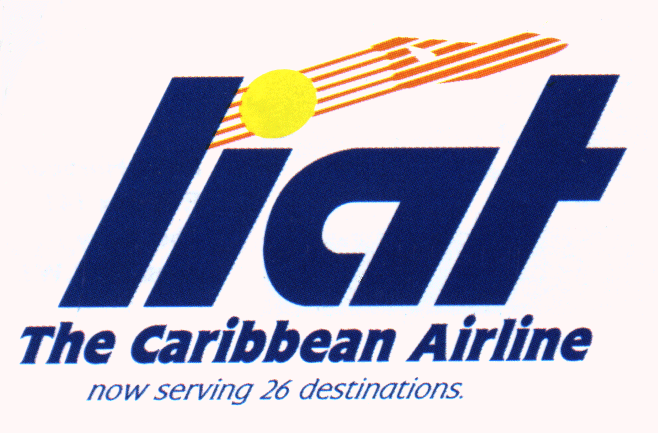 liat
The Caribbean Airline
now serving 26 destinations.